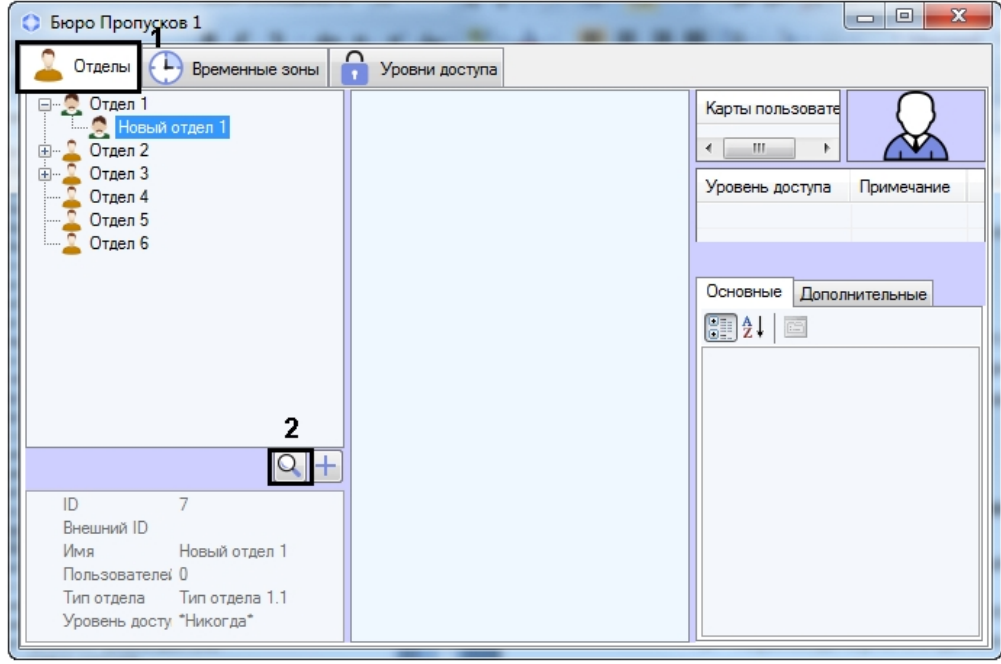 Бюро Пропусков 1
1
Отделы
Временные зоны
Уровни доступа
Отдел 1
Новый отдел 1
Отдел 2
Отдел 3
Отдел 4
Отдел 5
Отдел 6
2
ID 7
Внешний ID
Имя Новый отдел 1
Пользователей 0
Тип отдела Тип отдела 1.1
Уровень досту *Никогда*
Карты пользовате
Уровень доступа Примечание
Основные Дополнительные